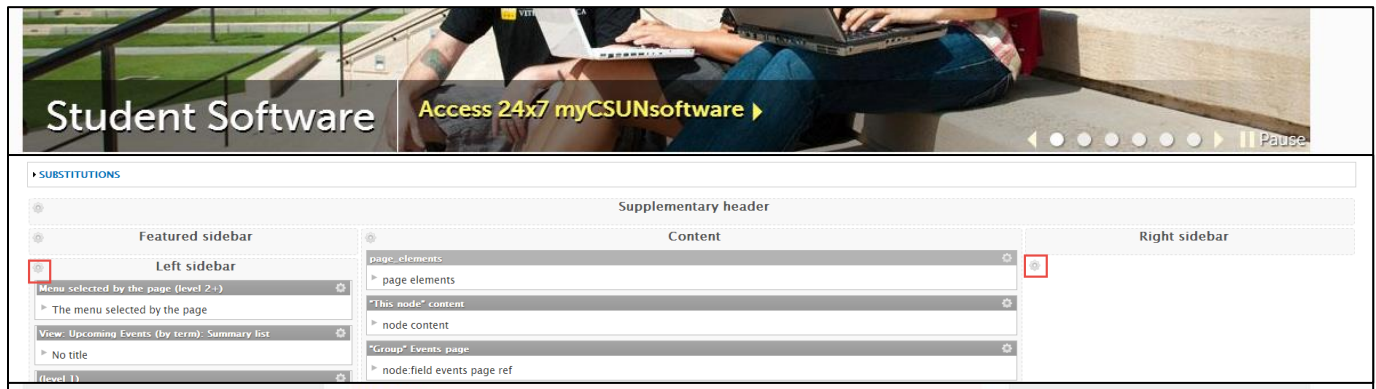 Student Software
Access 24x7 myCSUNsoftware
Pause
SUBSTITUTIONS
Supplementary header
Featured sidebar
Content
Right sidebar
Left sidebar
page_elements
page elements
Menu selected by the page (level 2+)
The menu selected by the page
"This node" content
node content
View: Upcoming Events (by term): Summary list
No title
"Group" Events page
node:field events page ref
(level 1)